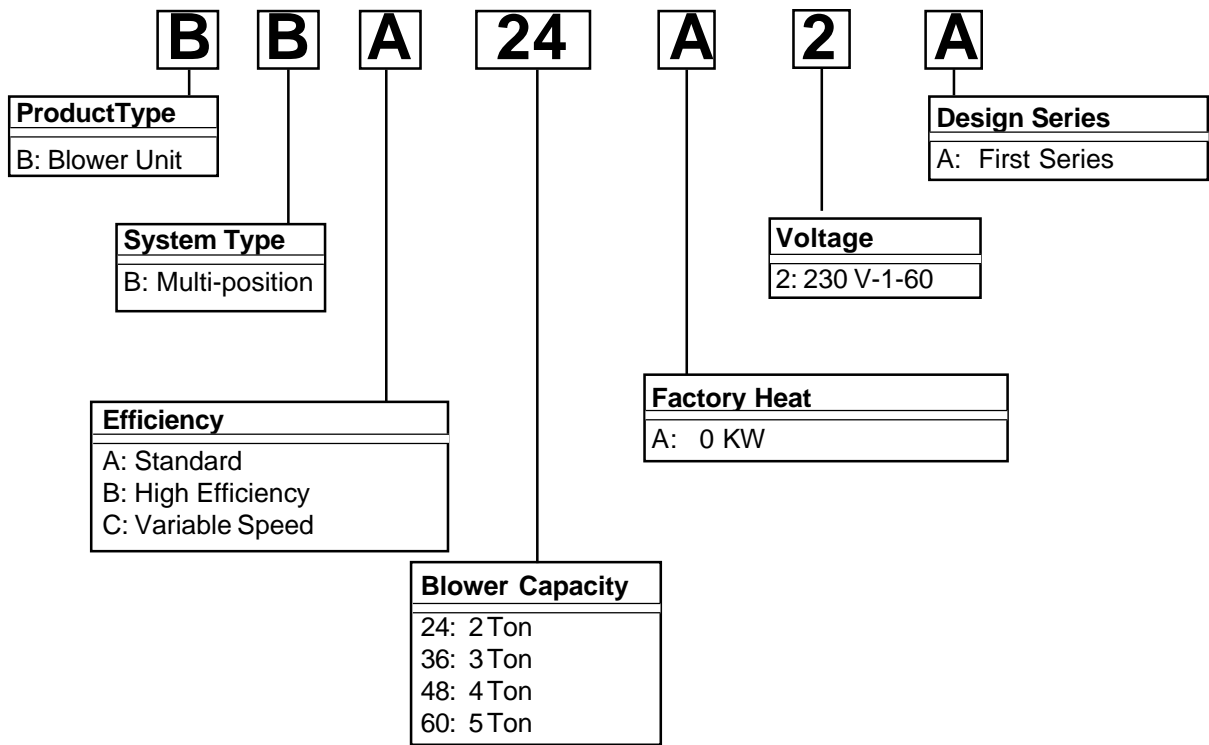 B B A 24 A 2 A
ProductType
B: Blower Unit
Design Series
A: First Series
System Type
B: Multi-position
Voltage
2: 230 V-1-60
Efficiency
A: Standard
B: High Efficiency
C: Variable Speed
Factory Heat
A: 0 KW
Blower Capacity
24: 2 Ton
36: 3 Ton
48: 4 Ton
60: 5 Ton